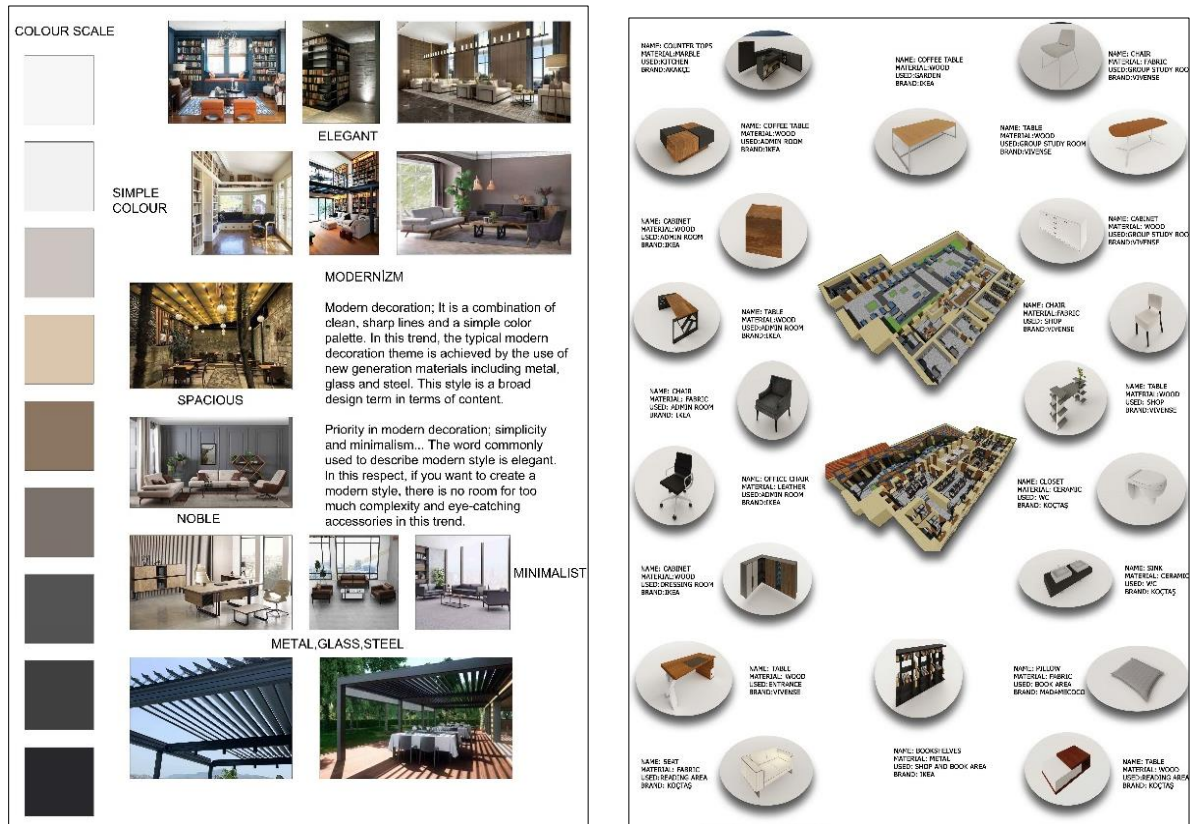 COLOUR SCALE
ELEGANT
SIMPLE
COLOUR
MODERNİZM
Modern decoration; It is a combination of
clean, sharp lines and a simple color
palette. In this trend, the typical modern
decoration theme is achieved by the use of
new generation materials including metal,
glass and steel. This style is a broad
design term in terms of content.
SPACIOUS
Priority in modern decoration; simplicity
and minimalism... The word commonly
used to describe modern style is elegant.
In this respect, if you want to create a
modern style, there is no room for too
much complexity and eye-catching
accessories in this trend.
NOBLE
MINIMALIST
METAL,GLASS,STEEL
NAME: COUNTER TOPS
MATERIAL:MARBLE
USED:KITCHEN
BRAND:AKAKÇE
NAME: COFFEE TABLE
MATERIAL:WOOD
USED:GARDEN
BRAND:IKEA
NAME: CHAIR
MATERIAL: FABRIC
USED:GROUP STUDY ROO
BRAND:VIVENSE
NAME: COFFEE TABLE
MATERIAL:WOOD
USED:ADMIN ROOM
BRAND:IKEA
NAME: TABLE
MATERIAL:WOOD
USED:GROUP STUDY ROOM
BRAND:VIVENSE
NAME: CABINET
MATERIAL:WOOD
USED:ADMIN ROOM
BRAND:IKEA
NAME: CABINET
MATERIAL: WOOD
USED:GROUP STUDY ROO
BRAND:VIVENSE
NAME: TABLE
MATERIAL:WOOD
USED:ADMIN ROOM
BRAND:IKEA
NAME: CHAIR
MATERIAL:FABRIC
USED: SHOP
BRAND:VIVENSE
NAME: CHAIR
MATERIAL: FABRIC
USED: ADMIN ROOM
BRAND: IKEA
NAME: TABLE
MATERIAL:WOOD
USED: SHOP
BRAND:VIVENSE
NAME: OFFICE CHAIR
MATERIAL: LEATHER
USED:ADMIN ROOM
BRAND:IKEA
NAME: CLOSET
MATERIAL: CERAMIC
USED: WC
BRAND: KOÇTAŞ
NAME: CABINET
MATERIAL:WOOD
USED:DRESSING ROOM
BRAND:IKEA
NAME: SINK
MATERIAL: CERAMIC
USED: WC
BRAND: KOÇTAŞ
NAME: TABLE
MATERIAL: WOOD
USED: ENTRANCE
BRAND:VIVENSE
NAME: PILLOW
MATERIAL: FABRIC
USED: BOOK AREA
BRAND: MADAMECOCO
NAME: SEAT
MATERIAL: FABRIC
USED:READING AREA
BRAND: KOÇTAŞ
NAME: BOOKSHELVES
MATERIAL: METAL
USED: SHOP AND BOOK AREA
BRAND: IKEA
NAME: TABLE
MATERIAL: WOOD
USED:READING AREA
BRAND: KOÇTAŞ